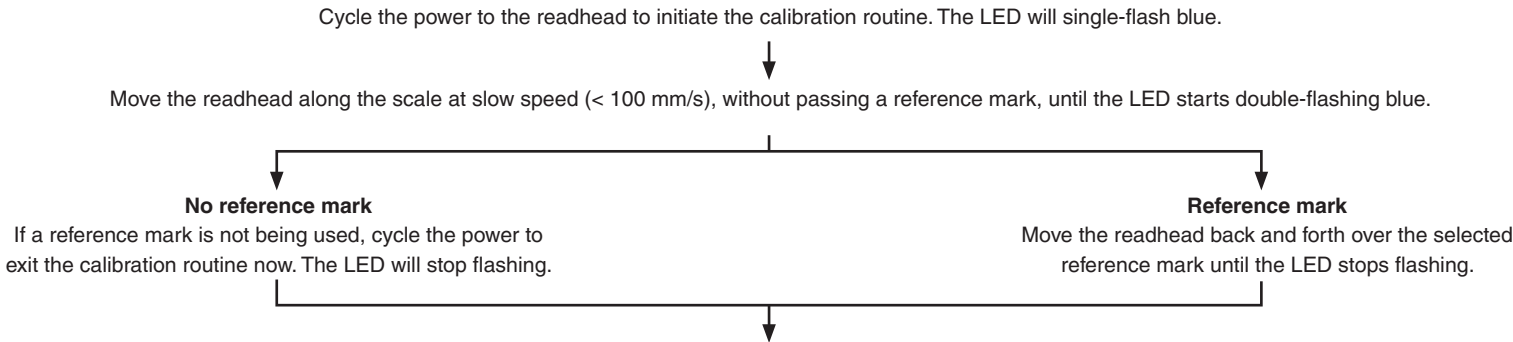 Cycle the power to the readhead to initiate the calibration routine. The LED will single-flash blue.
Move the readhead along the scale at slow speed (< 100 mm/s), without passing a reference mark, until the LED starts double-flashing blue.
No reference mark
If a reference mark is not being used, cycle the power to
exit the calibration routine now. The LED will stop flashing.
Reference mark
Move the readhead back and forth over the selected
reference mark until the LED stops flashing.